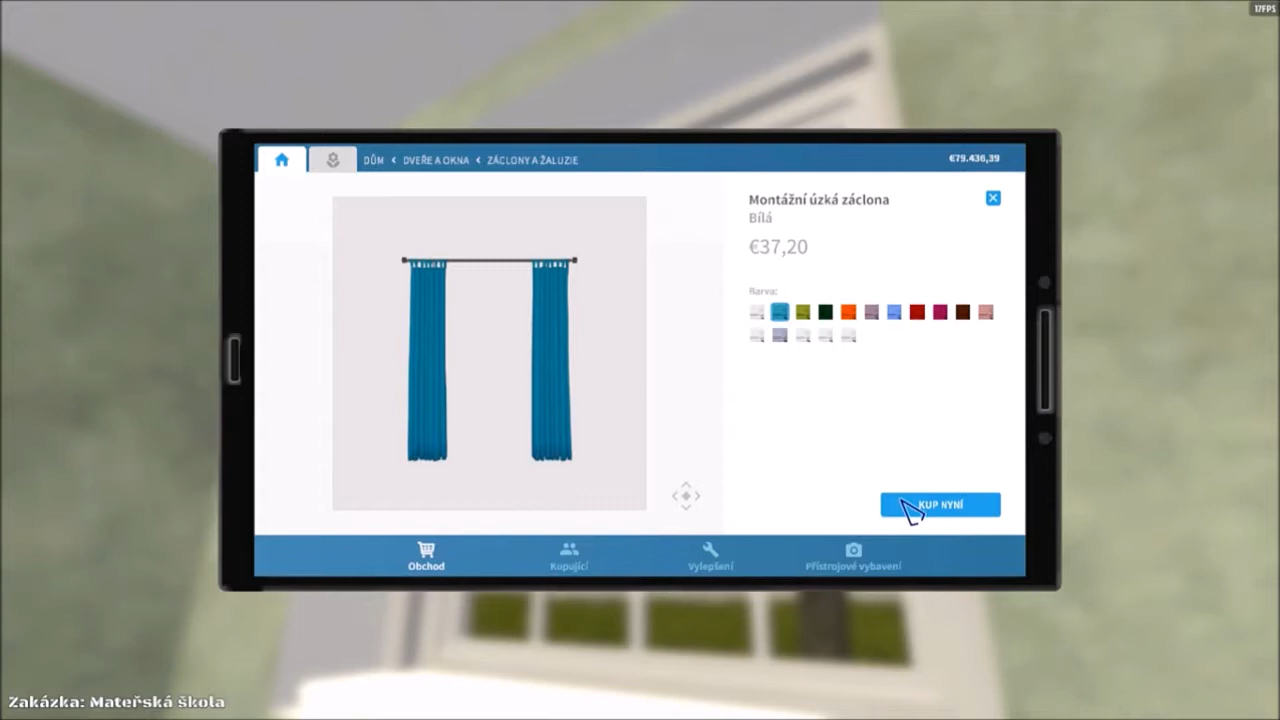 17FPS
DŮM < DVEŘE A OKNA < ZÁCLONY A ŽALUZIE
€79.436,39
Montážní úzká záclona
Bílá
€37,20
Barva:
KUP NYNÍ
Obchod
Kupující
Vylepšení
Přístrojové vybavení
Zakázka: Mateřská škola